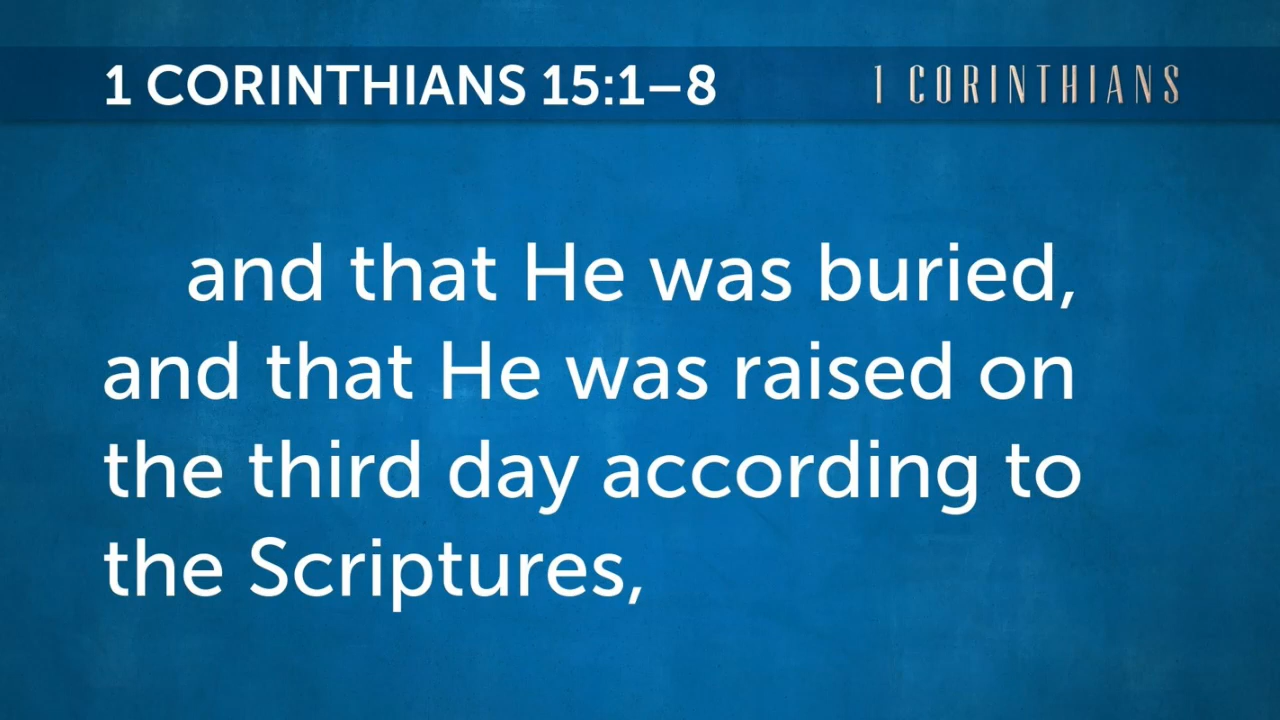 1 CORINTHIANS 15:1–8
1 CORINTHIANS
and that He was buried,
and that He was raised on
the third day according to
the Scriptures,